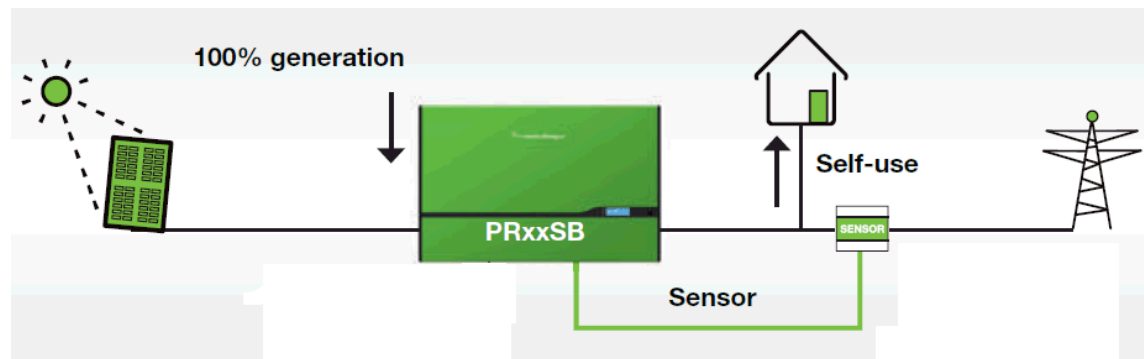 100% generation
Self-use
PRxxSB
SENSOR
Sensor